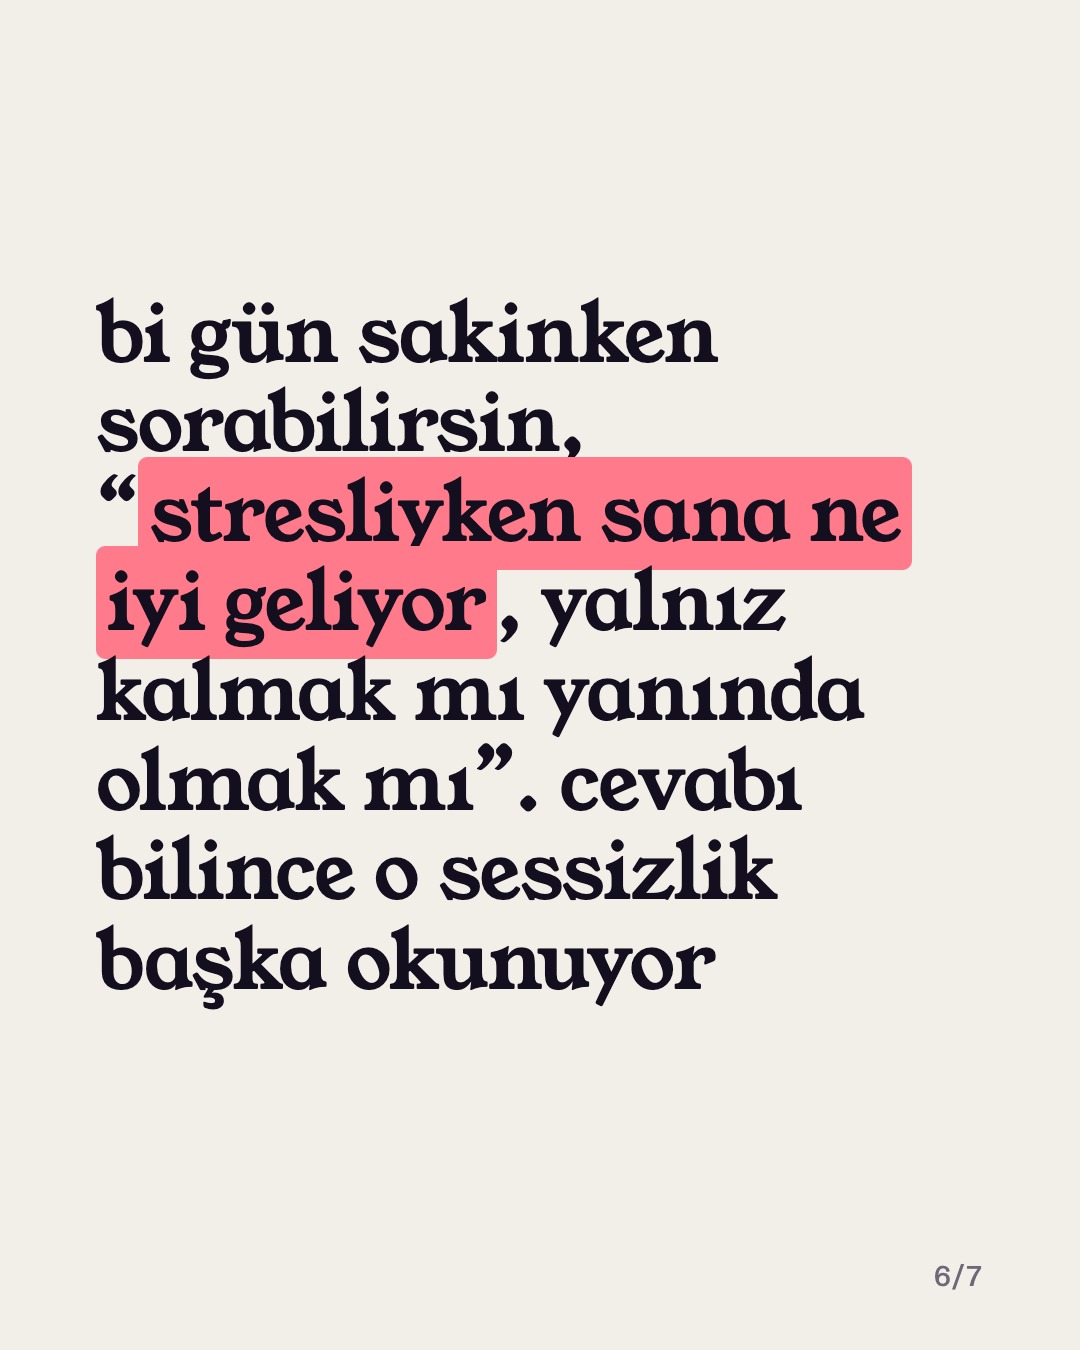 bi gün sakinken
sorabilirsin,
“stresliyken sana ne
iyi geliyor, yalnız
kalmak mı yanında
olmak mı”. cevabı
bilince o sessizlik
başka okunuyor
6/7